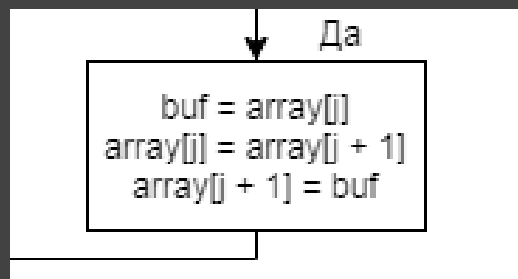 Да
buf = array[j]
array[j] = array[j + 1]
array[j + 1] = buf